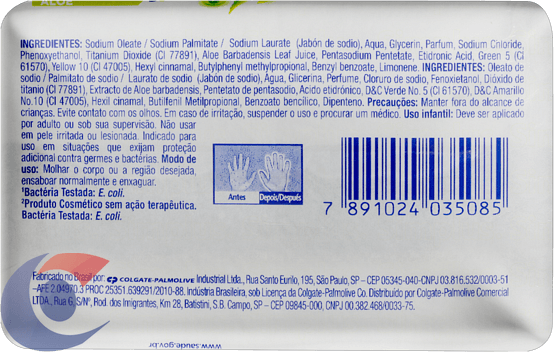 ALOE
INGREDIENTES: Sodium Oleate / Sodium Palmitate / Sodium Laurate (Jabón de sodio), Aqua, Glycerin, Parfum, Sodium Chloride,
Phenoxyethanol, Titanium Dioxide (CI 77891), Aloe Barbadensis Leaf Juice, Pentasodium Pentetate, Etidronic Acid, Green 5 (CI
61570), Yellow 10 (CI 47005), Hexyl cinnamal, Butylphenyl methylpropional, Benzyl benzoate, Limonene. INGREDIENTES: Oleato de
sodio / Palmitato de sodio / Laurato de sodio (Jabón de sodio), Agua, Glicerina, Perfume, Cloruro de sodio, Fenoxietanol, Dióxido de
titanio (CI 77891), Extracto de Aloe barbadensis, Pentetato de pentasodio, Acido etidrónico, D&C Verde No. 5 (CI 61570), D&C Amarillo
No.10 (CI 47005), Hexil cinamal, Butilfenil Metilpropional, Benzoato bencílico, Dipenteno. Precauções: Manter fora do alcance de
crianças. Evite contato com os olhos. Em caso de irritação, suspender o uso e procurar um médico. Uso infantil: Deve ser aplicado
por adulto ou sob sua supervisão. Não usar
em pele irritada ou lesionada. Indicado para
uso em situações que exijam proteção
adicional contra germes e bactérias. Modo de
uso: Molhar o corpo ou a região desejada,
ensaboar normalmente e enxaguar.
¹Bactéria Testada: E. coli.
²Produto Cosmético sem ação terapêutica.
Bactéria Testada: E. coli.
Antes Depois/Después
7 891024 035085
Fabricado no Brasil por: COLGATE-PALMOLIVE Industrial Ltda., Rua Santo Eurilo, 195, São Paulo, SP – CEP 05345-040-CNPJ 03.816.532/0003-51
–AFE 2.04970.3 PROC 25351.639291/2010-88. Indústria Brasileira, sob Licença da Colgate-Palmolive Co. Distribuído por Colgate-Palmolive Comercial
LTDA., Rua G, S/Nº, Rod. dos Imigrantes, Km 28, Batistini, S.B. Campo, SP – CEP 09845-000, CNPJ 00.382.468/0033-75.
www.saude.gov.br